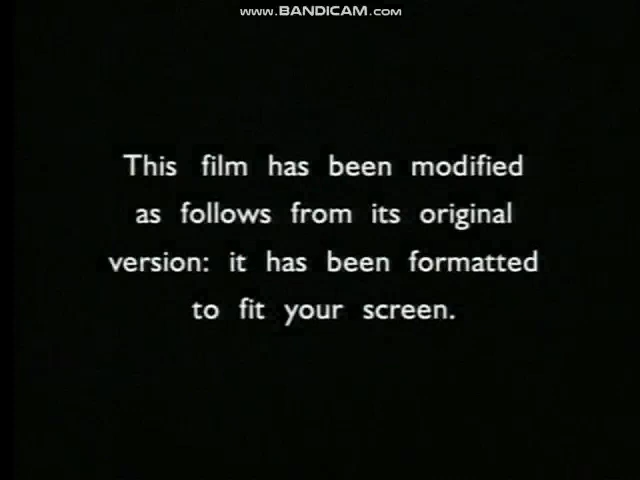 www.BANDICAM.com
This film has been modified
as follows from its original
version: it has been formatted
to fit your screen.